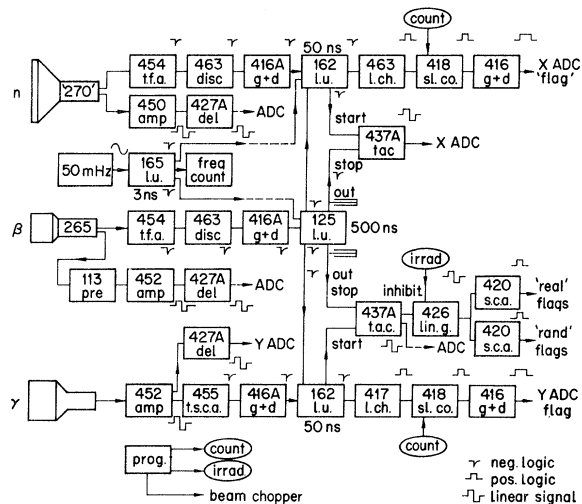 count
50 ns
n
'270'
454 t.f.a.
463 disc
416A g+d
162 l.u.
463 l.ch.
418 sl. co.
416 g+d
X ADC 'flag'
450 amp
427A del
ADC
start
437A tac
X ADC
stop
50mHz
165 l.u.
freq count
3ns
out
β
265
454 t.f.a.
463 disc
416A g+d
125 l.u.
500 ns
113 pre
452 amp
427A del
ADC
out
stop
inhibit.
irrad
437A t.a.c.
426 lin. g.
420 s.c.a.
'real' flaqs
420 s.c.a.
'rand' flags
start
ADC
427A del
Y ADC
γ
452 amp
455 t.s.c.a.
416A g+d
162 l.u.
417 l.ch.
418 sl. co.
416 g+d
Y ADC flag
50 ns
count
prog.
count
irrad
beam chopper
neg. logic
pos. logic
linear signal